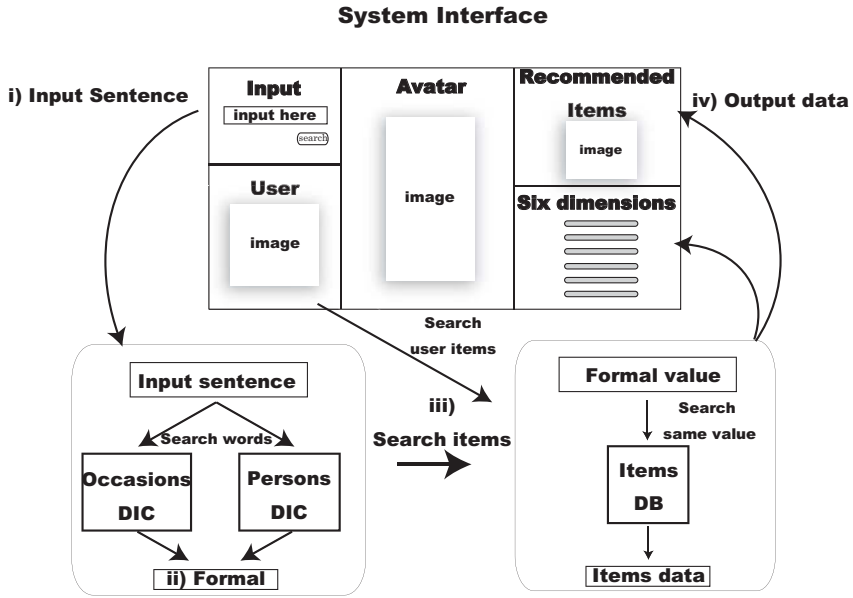 System Interface
i) Input Sentence
Input
input here
search
User
image
Avatar
image
Recommended
Items
image
Six dimensions
iv) Output data
Search
user items
iii)
Search items
Input sentence
Search words
Occasions
DIC
Persons
DIC
ii) Formal
Formal value
Search
same value
Items
DB
Items data